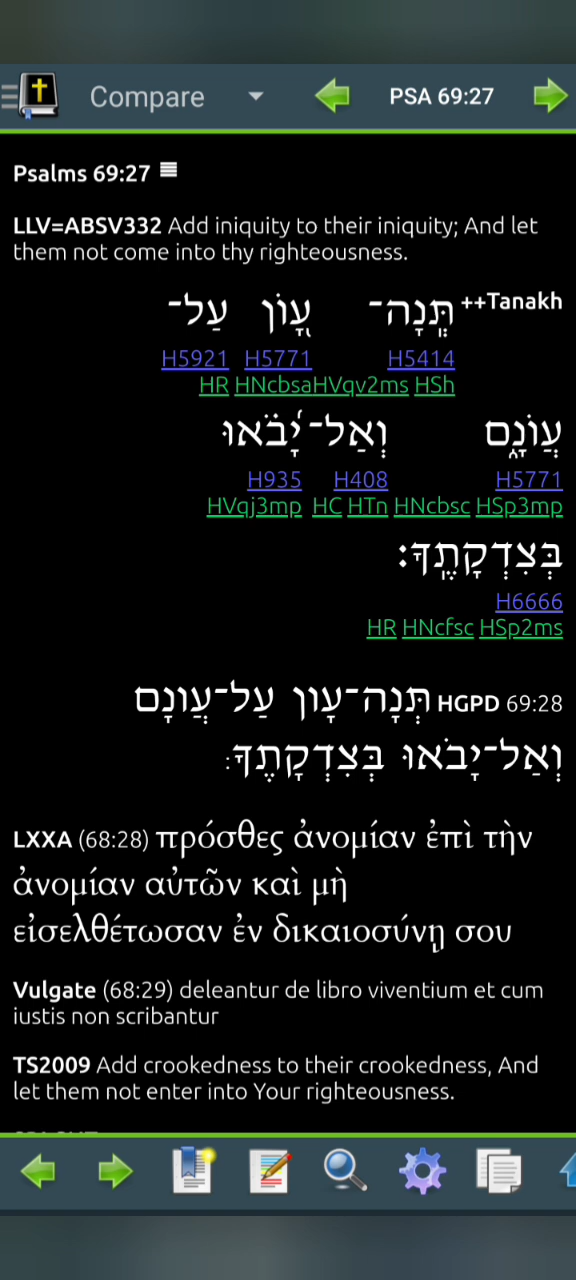 Compare
PSA 69:27
Psalms 69:27
LLV=ABSV332 Add iniquity to their iniquity; And let
them not come into thy righteousness.
++Tanakh תְּֽנָה־ עָ֭וֺן עַל־
H5414 H5771 H5921
HR HNcbsaHVqv2ms HSh
עֲוֺנָ֑ם וְאַל־יָ֝בֹ֗אוּ
H5771 H408 H935
HVqj3mp HC HTn HNcbsc HSp3mp
בְּצִדְקָתֶֽךָ׃
H6666
HR HNcfsc HSp2ms
HGPD 69:28 תְּנָה־עָוֺן עַל־עֲוֺנָם
וְאַל־יָבֹאוּ בְּצִדְקָתֶךָ׃
LXXA (68:28) πρόσθες ἀνομίαν ἐπὶ τὴν
ἀνομίαν αὐτῶν καὶ μὴ
εἰσελθέτωσαν ἐν δικαιοσύνῃ σου
Vulgate (68:29) deleantur de libro viventium et cum
iustis non scribantur
TS2009 Add crookedness to their crookedness, And
let them not enter into Your righteousness.
PSA 69:27